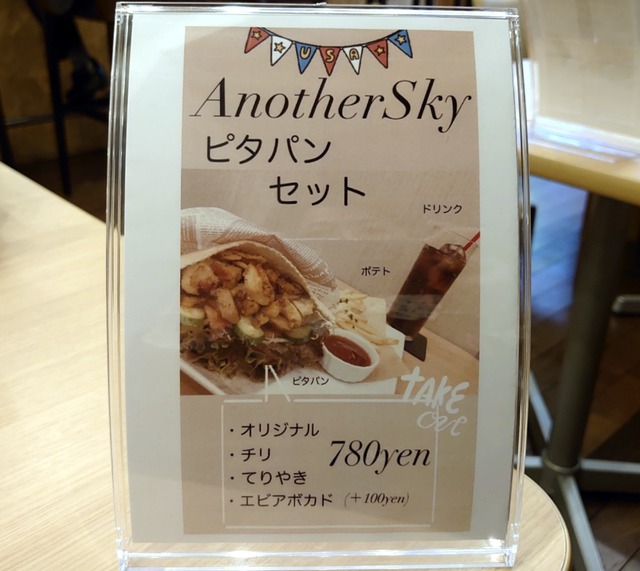 USA
AnotherSky
ピタパン
セット
ドリンク
ポテト
ピタパン
TAKE
out
・オリジナル
・チリ
780yen
・てりやき
・エビアボカド (+100yen)